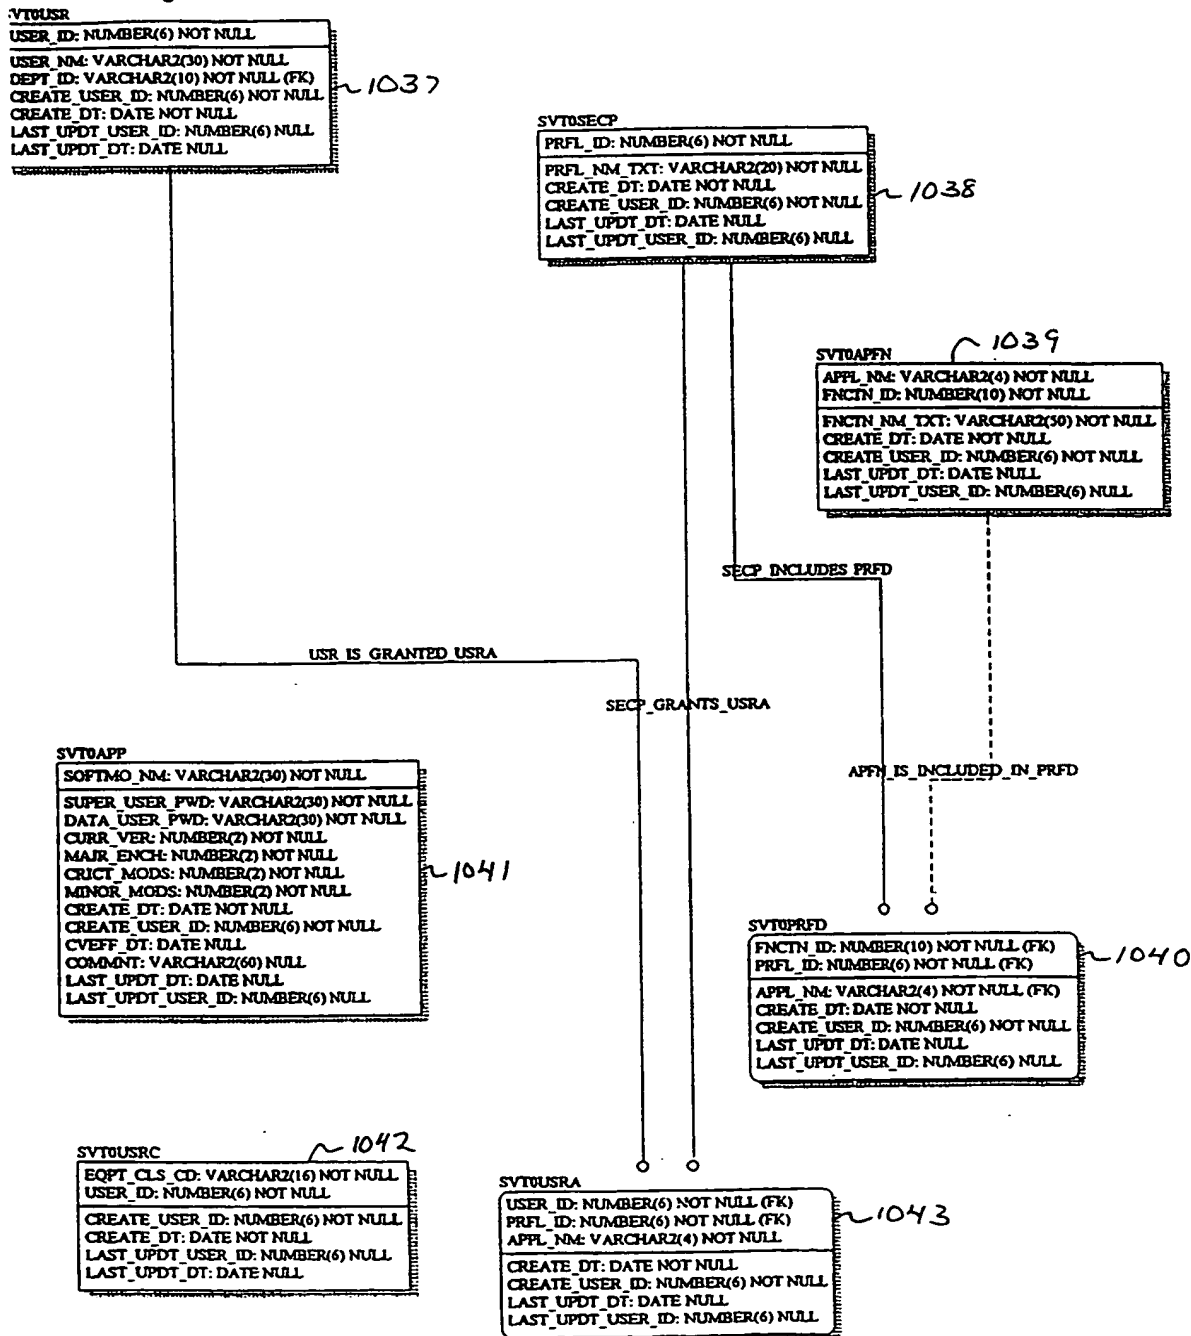 SVT0USR
USER_ID: NUMBER(6) NOT NULL
USER_NM: VARCHAR2(30) NOT NULL
DEPT_ID: VARCHAR2(10) NOT NULL (FK)
CREATE_USER_ID: NUMBER(6) NOT NULL
CREATE_DT: DATE NOT NULL
LAST_UPDT_USER_ID: NUMBER(6) NULL
LAST_UPDT_DT: DATE NULL
1037
SVT0SECP
PRFL_ID: NUMBER(6) NOT NULL
PRFL_NM_TXT: VARCHAR2(20) NOT NULL
CREATE_DT: DATE NOT NULL
CREATE_USER_ID: NUMBER(6) NOT NULL
LAST_UPDT_DT: DATE NULL
LAST_UPDT_USER_ID: NUMBER(6) NULL
1038
1039
SVT0APFN
APPL_NM: VARCHAR2(4) NOT NULL
FNCTN_ID: NUMBER(10) NOT NULL
FNCTN_NM_TXT: VARCHAR2(50) NOT NULL
CREATE_DT: DATE NOT NULL
CREATE_USER_ID: NUMBER(6) NOT NULL
LAST_UPDT_DT: DATE NULL
LAST_UPDT_USER_ID: NUMBER(6) NULL
SECP_INCLUDES PRFD
USR_IS_GRANTED_USRA
SECP_GRANTS_USRA
APFN_IS_INCLUDED_IN_PRFD
SVT0APP
SOFTMO_NM: VARCHAR2(30) NOT NULL
SUPER_USER_PWD: VARCHAR2(30) NOT NULL
DATA_USER_PWD: VARCHAR2(30) NOT NULL
CURR_VER: NUMBER(2) NOT NULL
MAJR_ENCH: NUMBER(2) NOT NULL
CRICT_MODS: NUMBER(2) NOT NULL
MINOR_MODS: NUMBER(2) NOT NULL
CREATE_DT: DATE NOT NULL
CREATE_USER_ID: NUMBER(6) NOT NULL
CVEFF_DT: DATE NULL
COMMNT: VARCHAR2(60) NULL
LAST_UPDT_DT: DATE NULL
LAST_UPDT_USER_ID: NUMBER(6) NULL
1041
SVT0PRFD
FNCTN_ID: NUMBER(10) NOT NULL (FK)
PRFL_ID: NUMBER(6) NOT NULL (FK)
APPL_NM: VARCHAR2(4) NOT NULL (FK)
CREATE_DT: DATE NOT NULL
CREATE_USER_ID: NUMBER(6) NOT NULL
LAST_UPDT_DT: DATE NULL
LAST_UPDT_USER_ID: NUMBER(6) NULL
1040
SVT0USRC
1042
EQPT_CLS_CD: VARCHAR2(16) NOT NULL
USER_ID: NUMBER(6) NOT NULL
CREATE_USER_ID: NUMBER(6) NOT NULL
CREATE_DT: DATE NOT NULL
LAST_UPDT_USER_ID: NUMBER(6) NULL
LAST_UPDT_DT: DATE NULL
SVT0USRA
USER_ID: NUMBER(6) NOT NULL (FK)
PRFL_ID: NUMBER(6) NOT NULL (FK)
APPL_NM: VARCHAR2(4) NOT NULL
CREATE_DT: DATE NOT NULL
CREATE_USER_ID: NUMBER(6) NOT NULL
LAST_UPDT_DT: DATE NULL
LAST_UPDT_USER_ID: NUMBER(6) NULL
1043